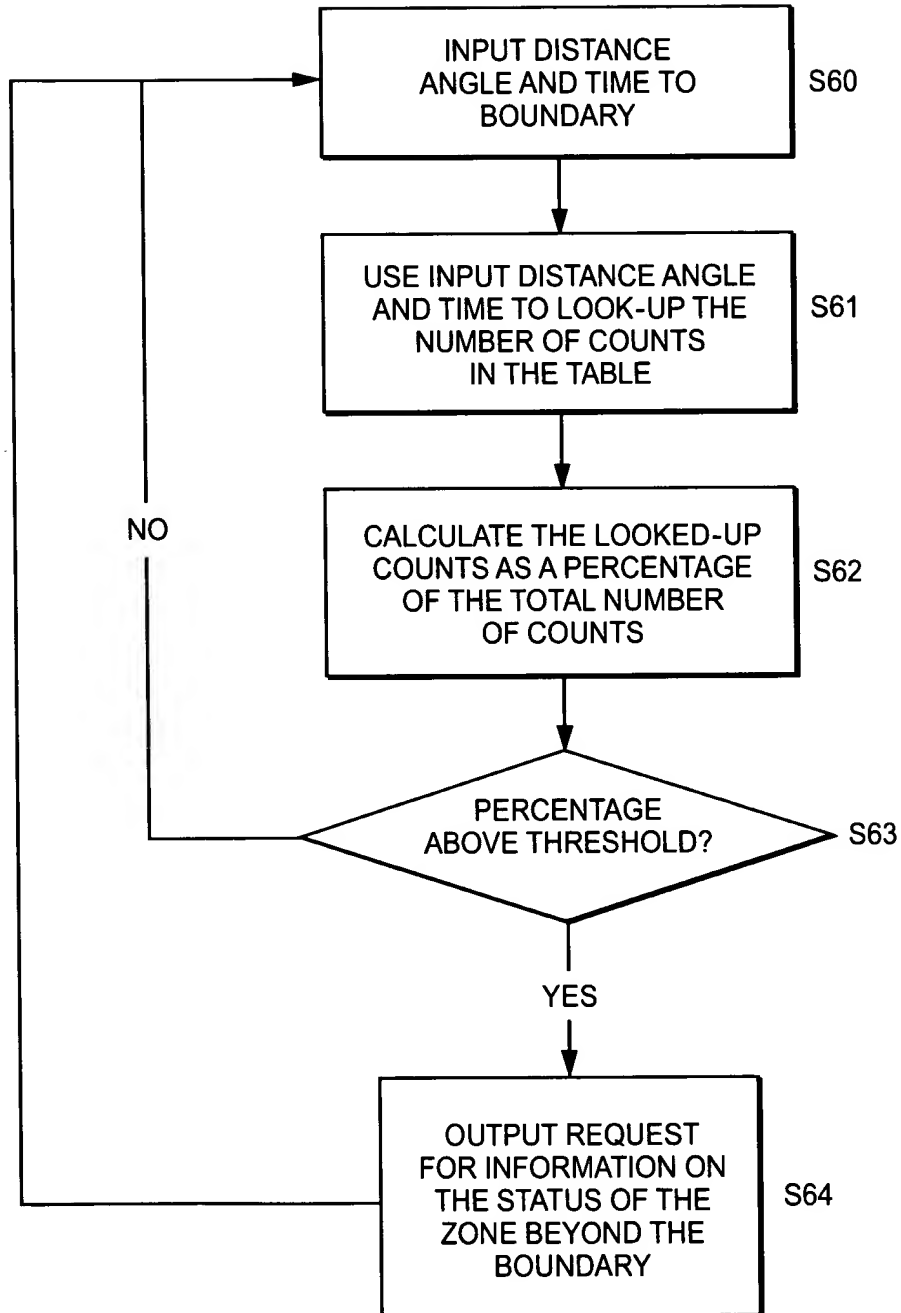 INPUT DISTANCE
ANGLE AND TIME TO
BOUNDARY
S60
USE INPUT DISTANCE ANGLE
AND TIME TO LOOK-UP THE
NUMBER OF COUNTS
IN THE TABLE
S61
CALCULATE THE LOOKED-UP
COUNTS AS A PERCENTAGE
OF THE TOTAL NUMBER
OF COUNTS
S62
NO
PERCENTAGE
ABOVE THRESHOLD?
S63
YES
OUTPUT REQUEST
FOR INFORMATION ON
THE STATUS OF THE
ZONE BEYOND THE
BOUNDARY
S64